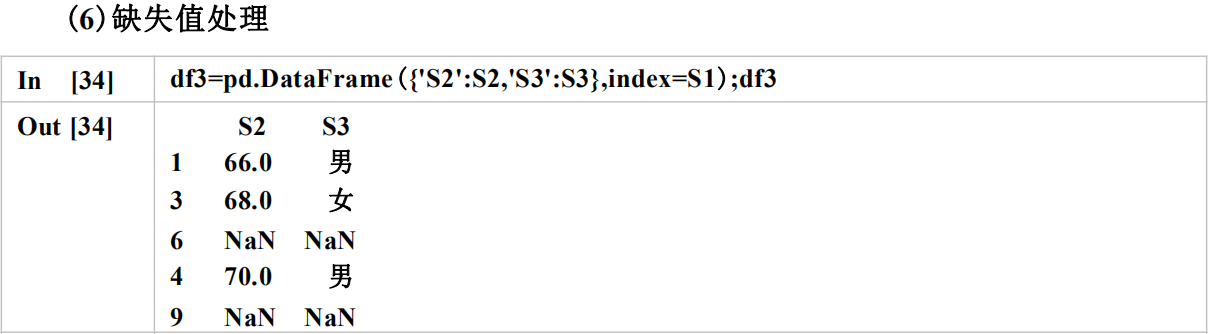 (6)缺失值处理
In [34] df3=pd.DataFrame({'S2':S2,'S3':S3},index=S1);df3
Out [34] S2 S3
1 66.0 男
3 68.0 女
6 NaN NaN
4 70.0 男
9 NaN NaN